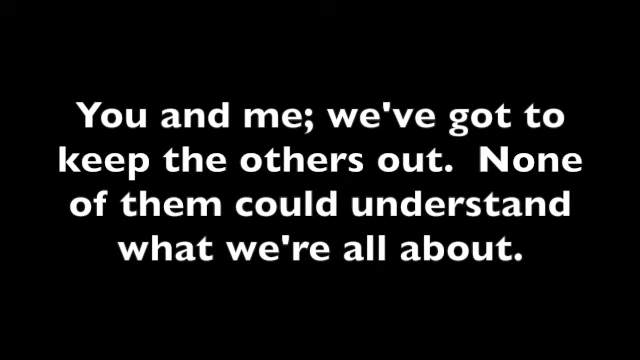 You and me; we've got to
keep the others out.  None
of them could understand
what we're all about.